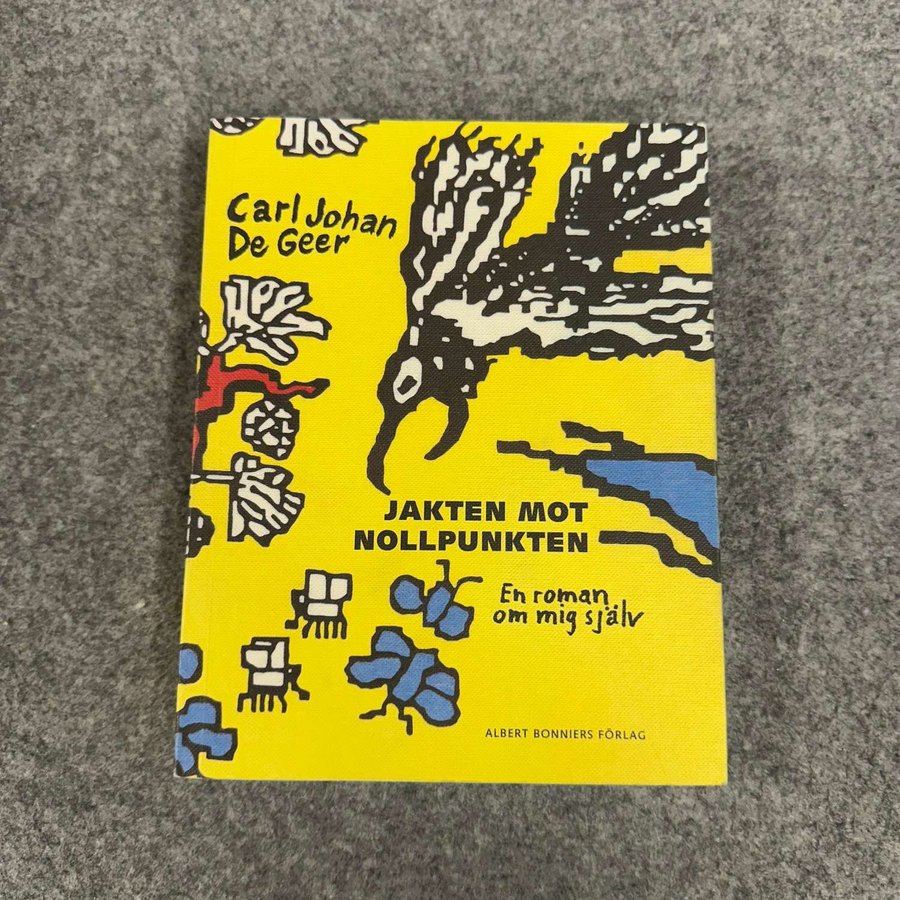 Carl Johan
De Geer
JAKTEN MOT
NOLLPUNKTEN
En roman
om mig själv
ALBERT BONNIERS FÖRLAG